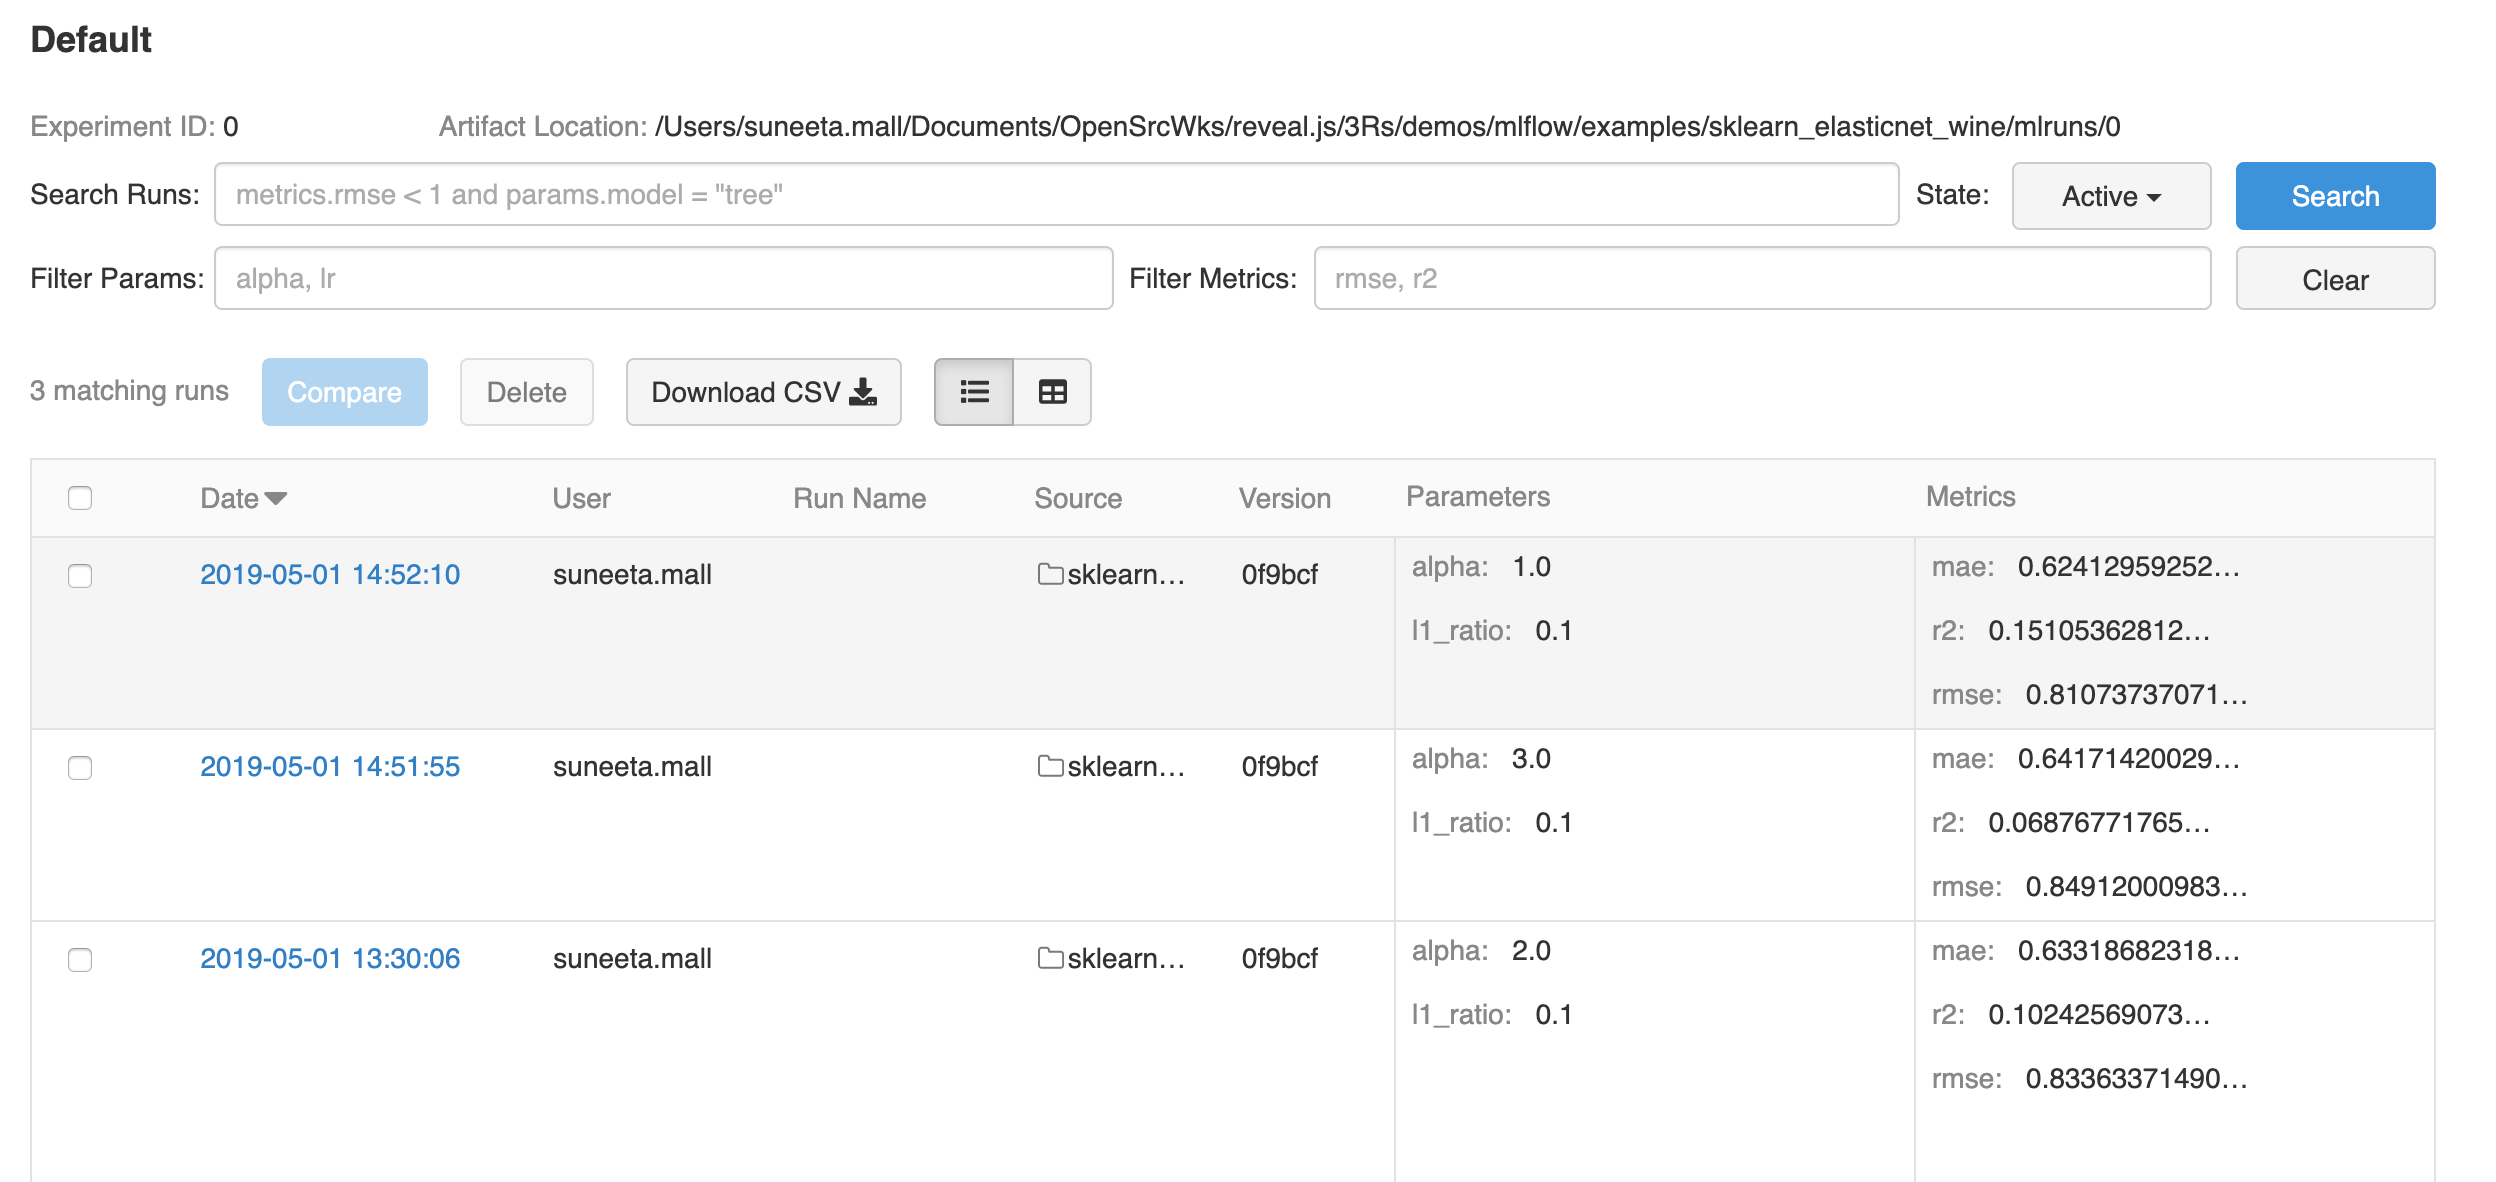 Default
Experiment ID: 0 Artifact Location: /Users/suneeta.mall/Documents/OpenSrcWks/reveal.js/3Rs/demos/mlflow/examples/sklearn_elasticnet_wine/mlruns/0
Search Runs: metrics.rmse < 1 and params.model = "tree" State: Active Search
Filter Params: alpha, lr Filter Metrics: rmse, r2 Clear
3 matching runs Compare Delete Download CSV
Date User Run Name Source Version Parameters Metrics
2019-05-01 14:52:10 suneeta.mall sklearn... 0f9bcf alpha: 1.0 mae: 0.62412959252...
l1_ratio: 0.1 r2: 0.15105362812...
rmse: 0.81073737071...
2019-05-01 14:51:55 suneeta.mall sklearn... 0f9bcf alpha: 3.0 mae: 0.64171420029...
l1_ratio: 0.1 r2: 0.06876771765...
rmse: 0.84912000983...
2019-05-01 13:30:06 suneeta.mall sklearn... 0f9bcf alpha: 2.0 mae: 0.63318682318...
l1_ratio: 0.1 r2: 0.10242569073...
rmse: 0.83363371490...